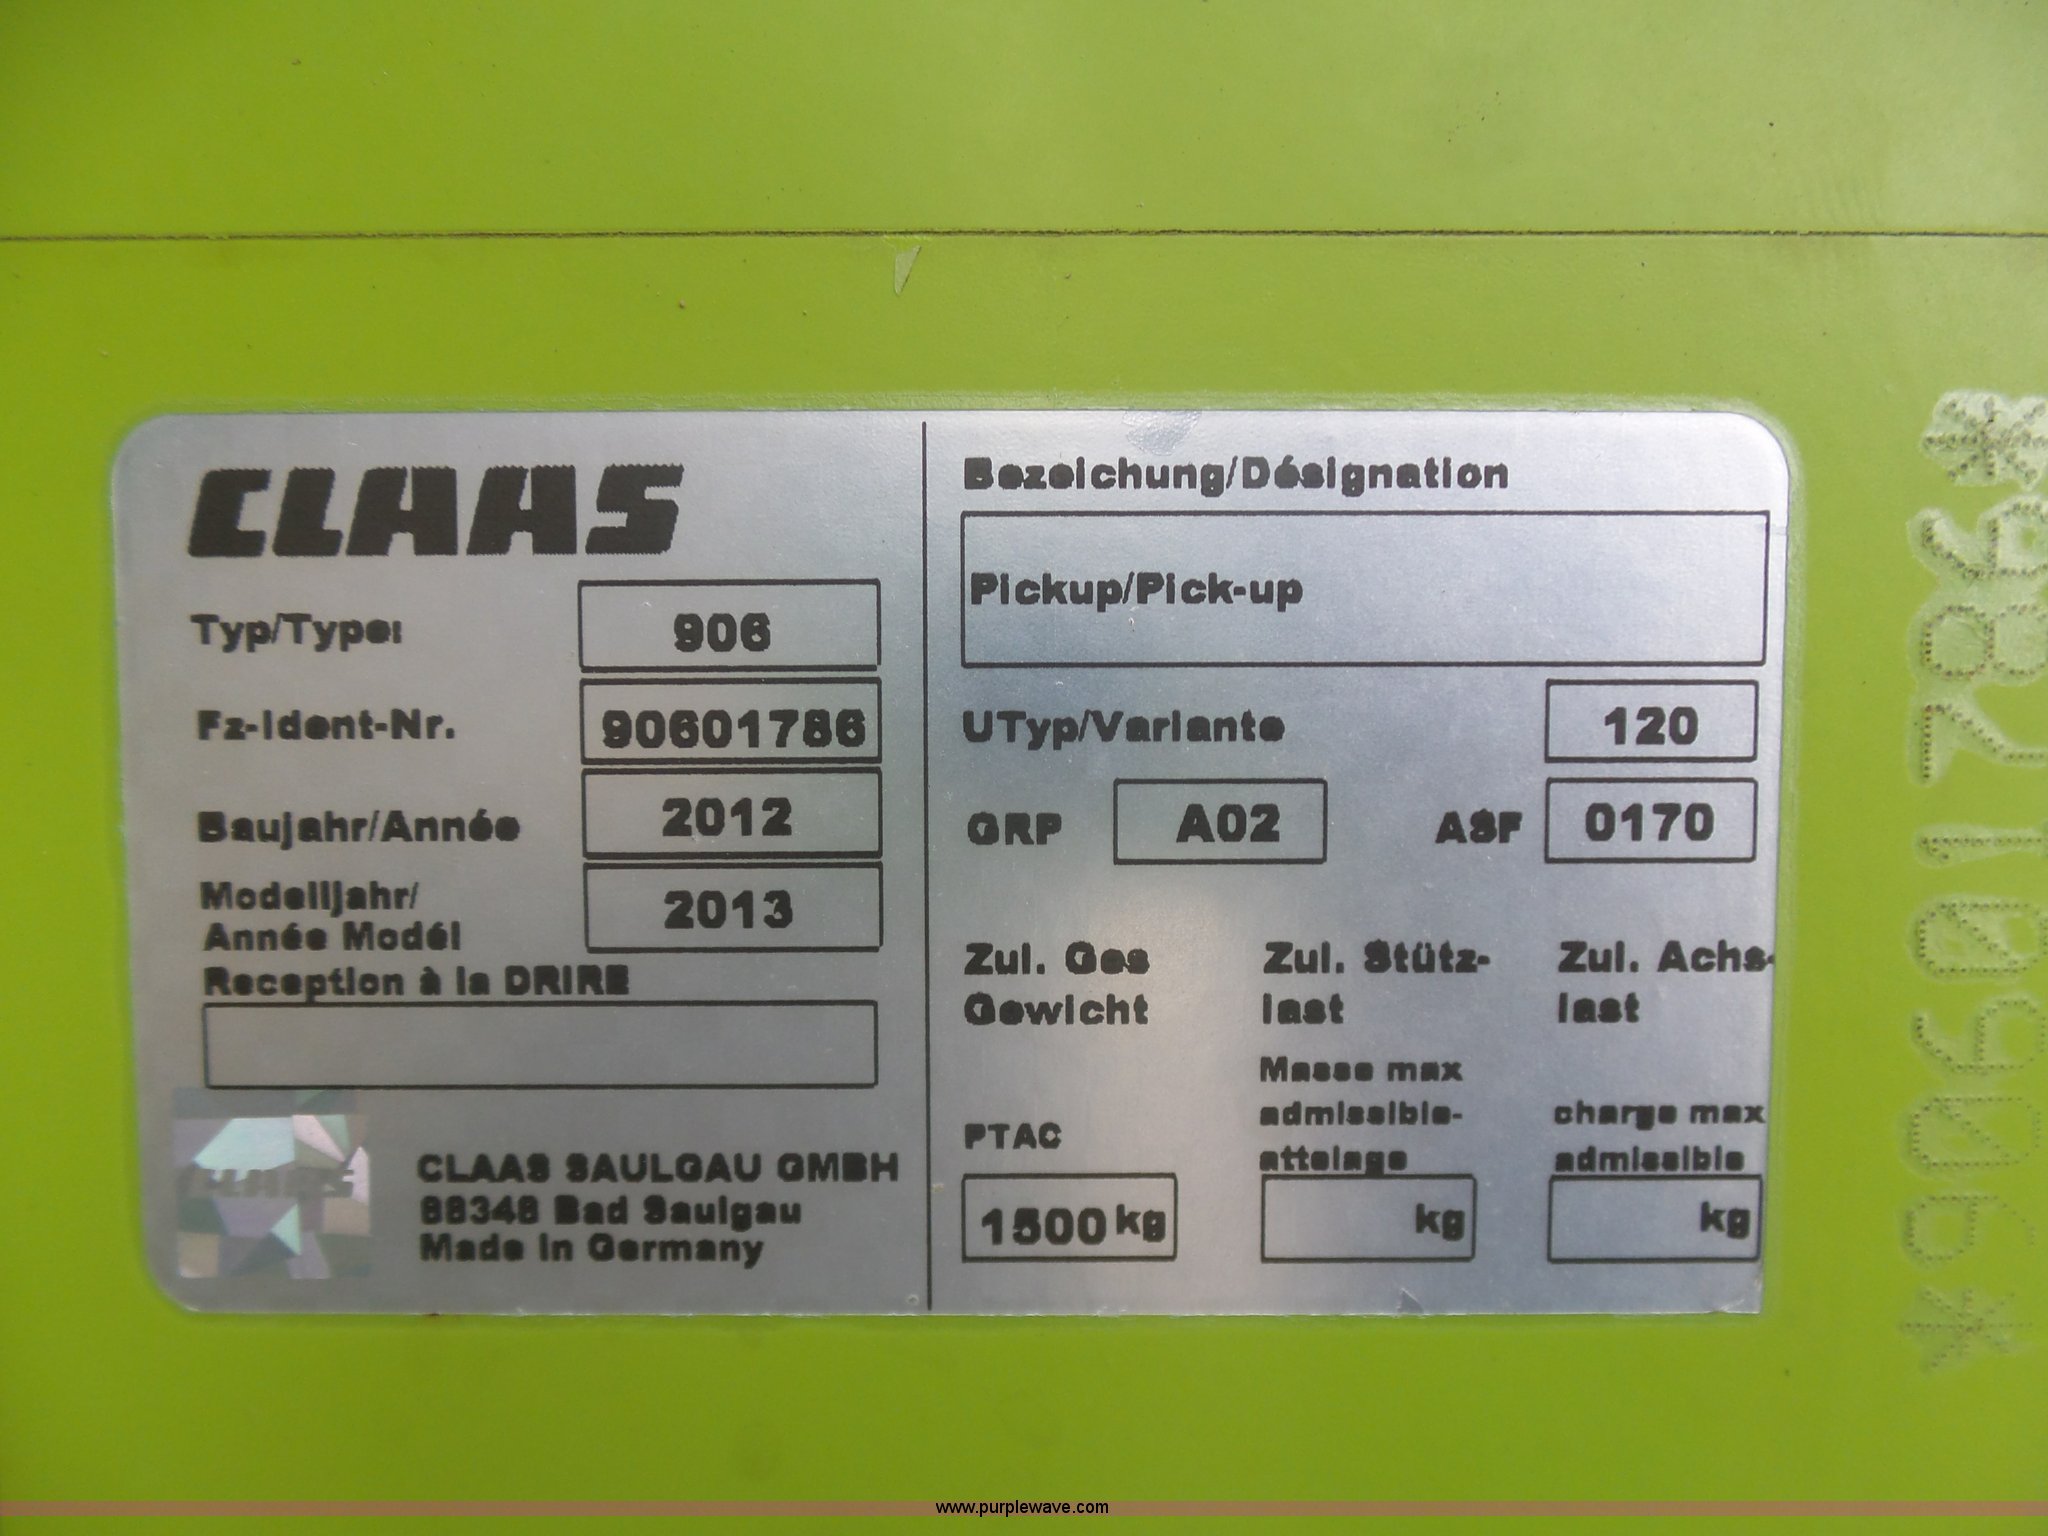 CLAAS
Typ/Type: 906
Fz-Ident-Nr. 90601786
Baujahr/Année 2012
Modelljahr/
Année Modél 2013
Reception à la DRIRE
CLAAS
CLAAS SAULGAU GMBH
88348 Bad Saulgau
Made in Germany
Bezeichung/Désignation
Pickup/Pick-up
UTyp/Variante 120
GRP A02 ASF 0170
Zul. Ges Zul. Stütz- Zul. Achs-
Gewicht last last
Masse max
admissible- charge max
PTAC attelage admissible
1500 kg kg kg
*90601786*
www.purplewave.com